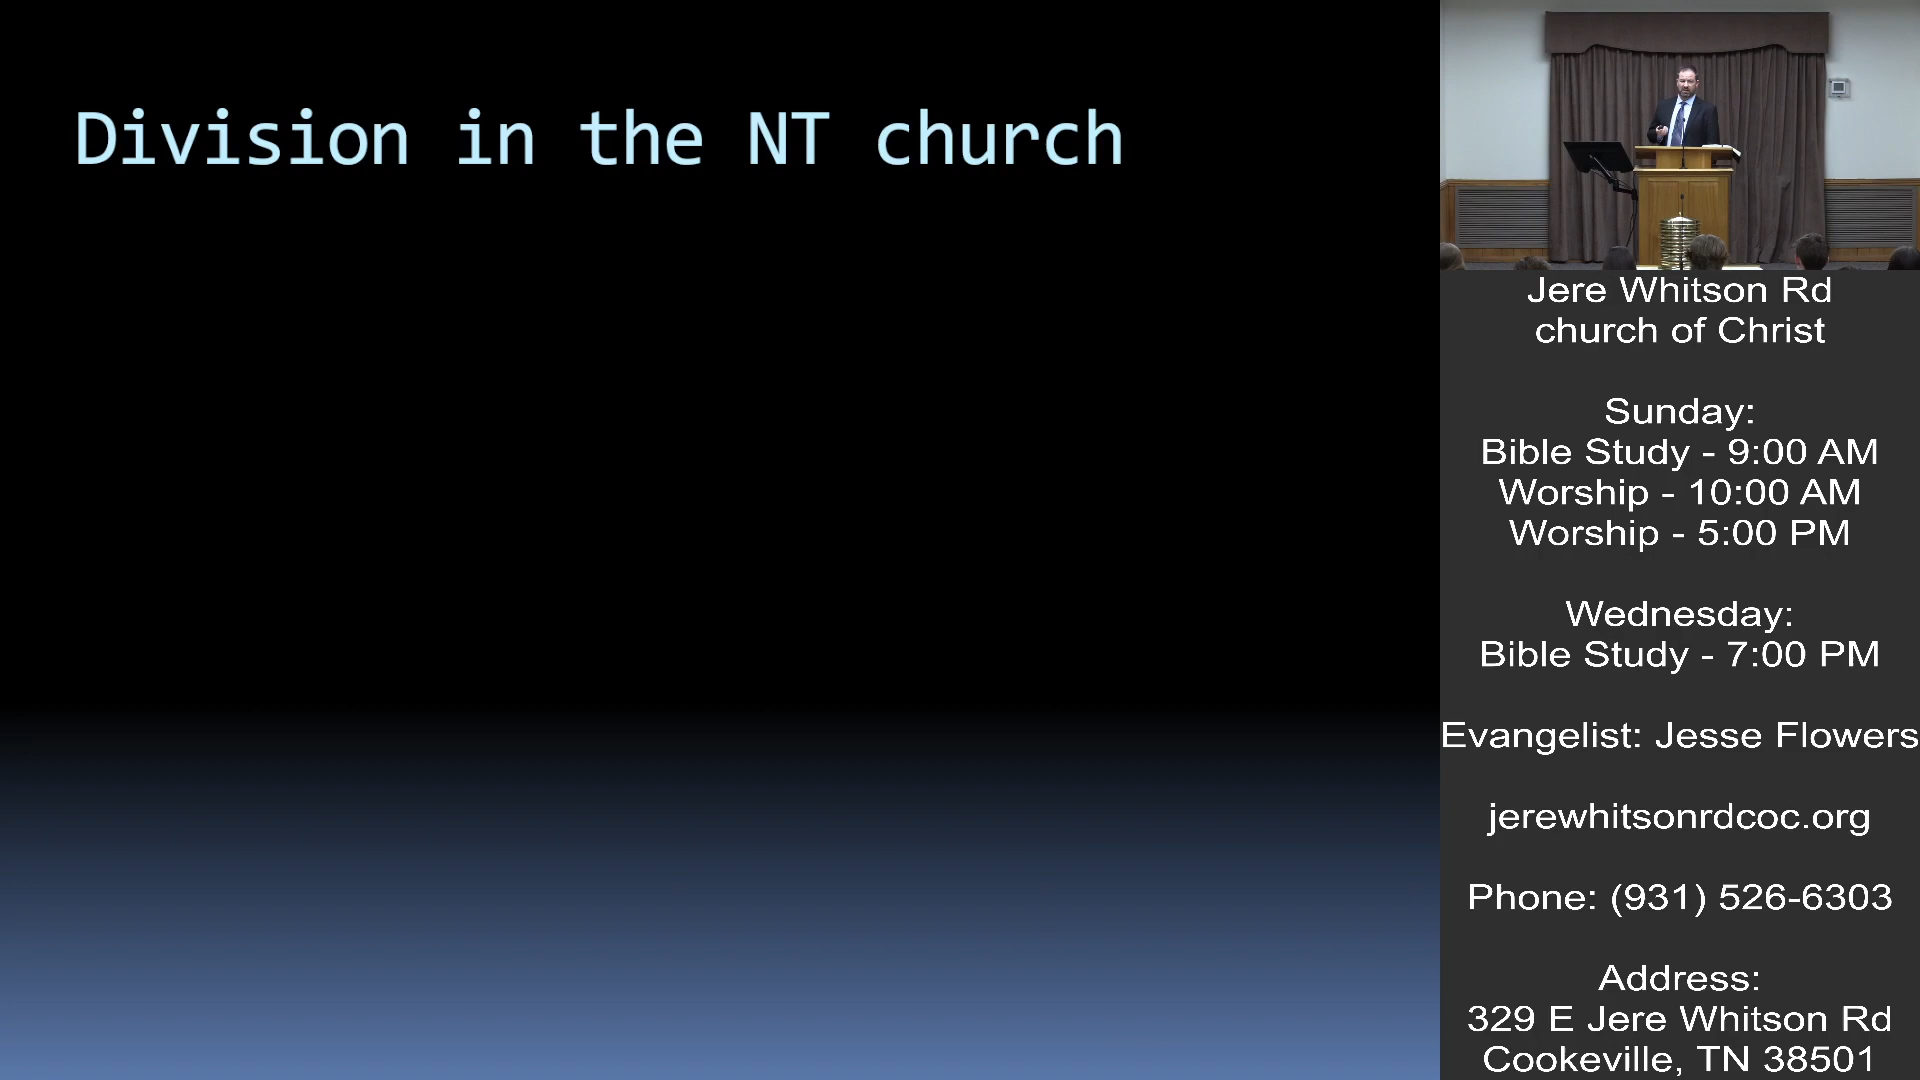 Division in the NT church
Jere Whitson Rd
church of Christ
Sunday:
Bible Study - 9:00 AM
Worship - 10:00 AM
Worship - 5:00 PM
Wednesday:
Bible Study - 7:00 PM
Evangelist: Jesse Flowers
jerewhitsonrdcoc.org
Phone: (931) 526-6303
Address:
329 E Jere Whitson Rd
Cookeville, TN 38501